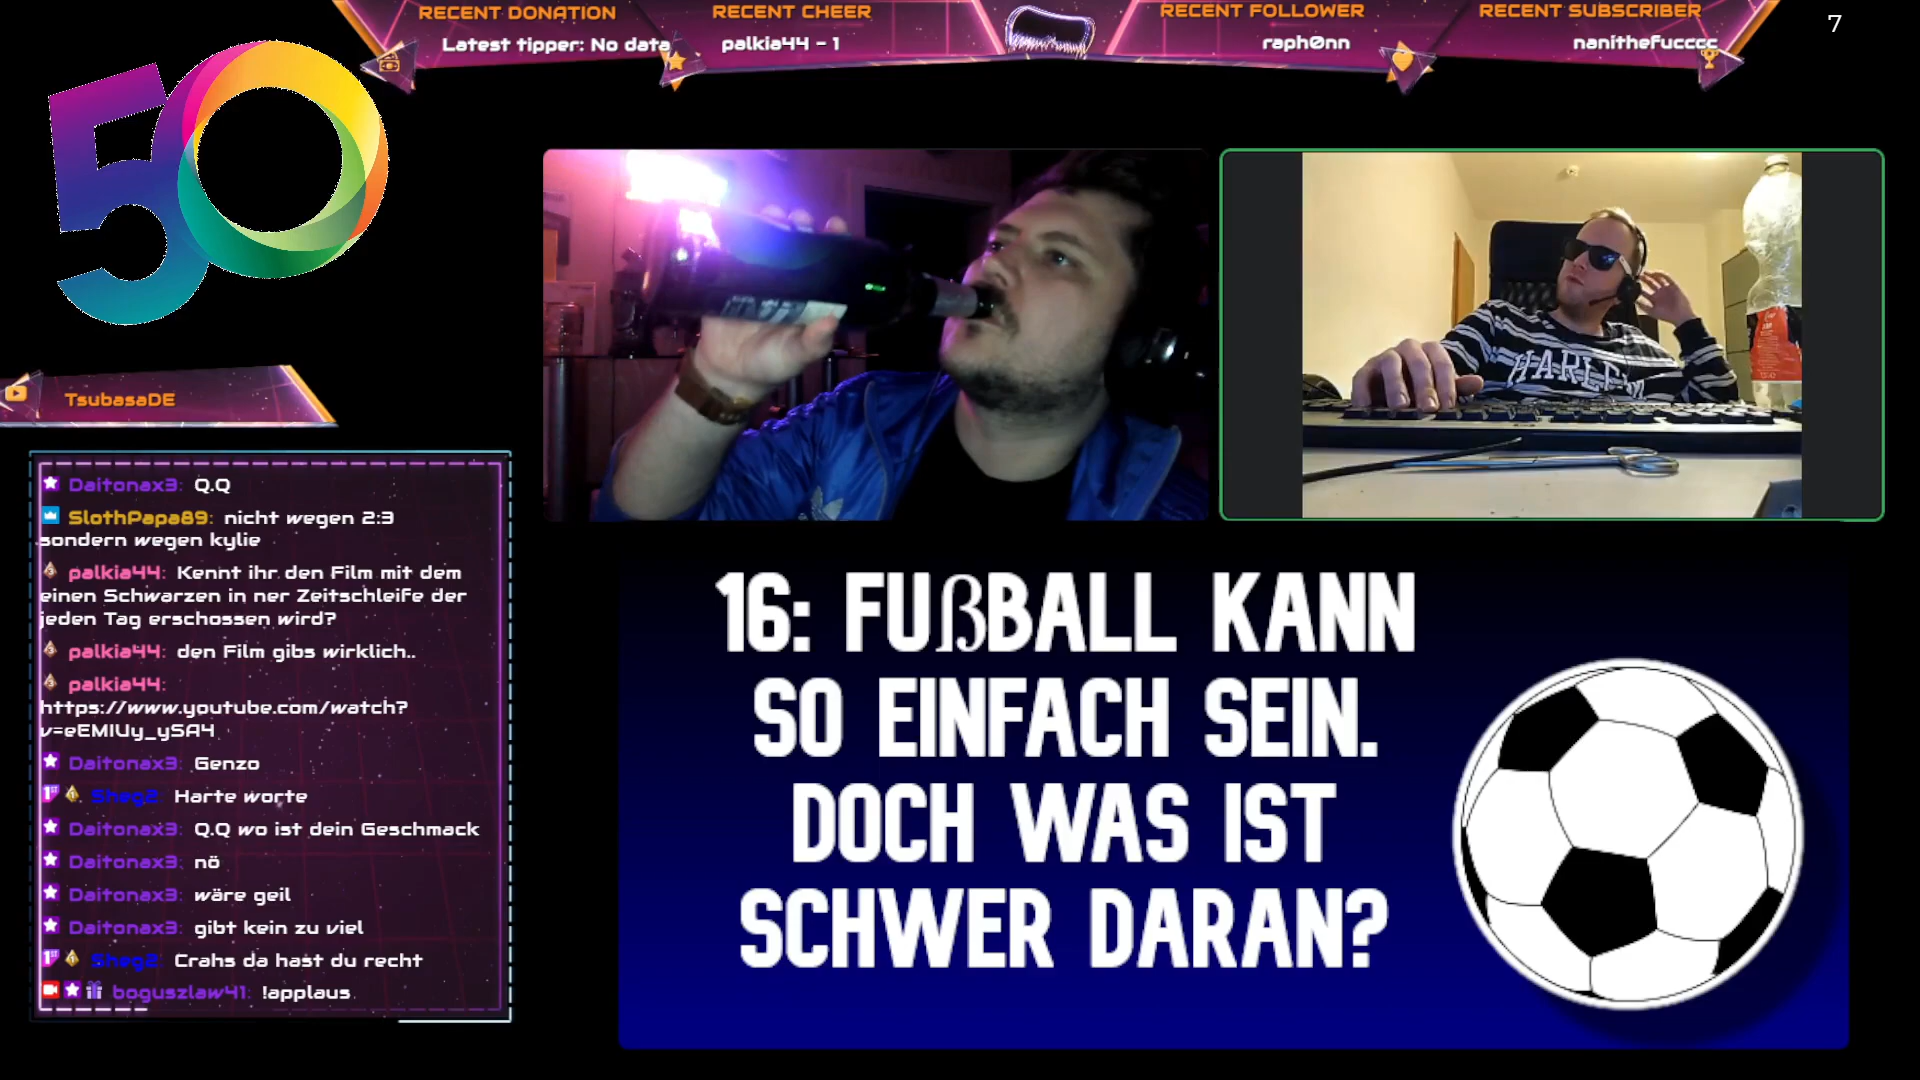 RECENT DONATION
Latest tipper: No data
RECENT CHEER
palkia44 - 1
RECENT FOLLOWER
raph0nn
RECENT SUBSCRIBER
nanithefucccc
7
50
TsubasaDE
Daitonax3: Q.Q
SlothPapa89: nicht wegen 2:3
sondern wegen kylie
palkia44: Kennt ihr den Film mit dem
einen Schwarzen in ner Zeitschleife der
jeden Tag erschossen wird?
palkia44: den Film gibs wirklich..
palkia44:
https://www.youtube.com/watch?
v=eEMIUy_ySA4
Daitonax3: Genzo
Sheg2: Harte worte
Daitonax3: Q.Q wo ist dein Geschmack
Daitonax3: nö
Daitonax3: wäre geil
Daitonax3: gibt kein zu viel
Sheg2: Crahs da hast du recht
boguszlaw41: !applaus
HARLEM
16: FUßBALL KANN
SO EINFACH SEIN.
DOCH WAS IST
SCHWER DARAN?